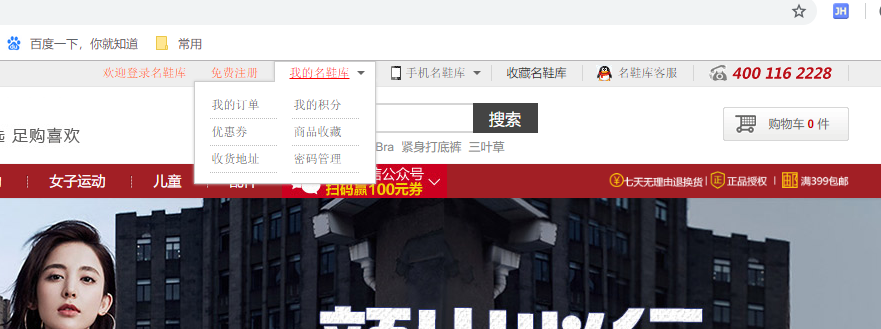 JH
百度一下，你就知道 常用
欢迎登录名鞋库 免费注册 我的名鞋库 手机名鞋库 收藏名鞋库 名鞋库客服 400 116 2228
我的订单 我的积分
优惠券 商品收藏
收货地址 密码管理
足购喜欢
搜索
购物车 0 件
Bra 紧身打底裤 三叶草
女子运动 儿童
信公众号
扫码赢100元券
七天无理由退换货 正品授权 满399包邮